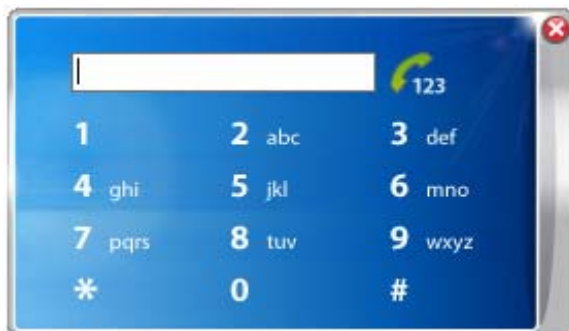 123
1 2 abc 3 def
4 ghi 5 jkl 6 mno
7 pqrs 8 tuv 9 wxyz
* 0 #